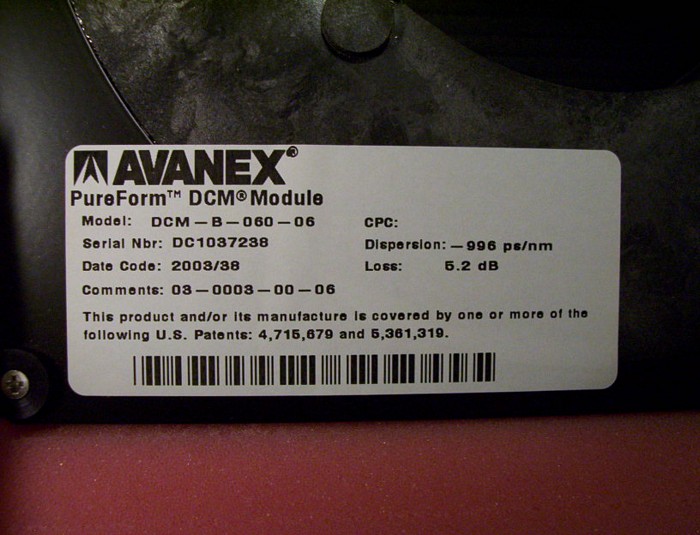 AVANEX®
PureForm™ DCM® Module
Model: DCM-B-060-06 CPC:
Serial Nbr: DC1037238 Dispersion: -996 ps/nm
Date Code: 2003/38 Loss: 5.2 dB
Comments: 03-0003-00-06
This product and/or its manufacture is covered by one or more of the
following U.S. Patents: 4,715,679 and 5,361,319.